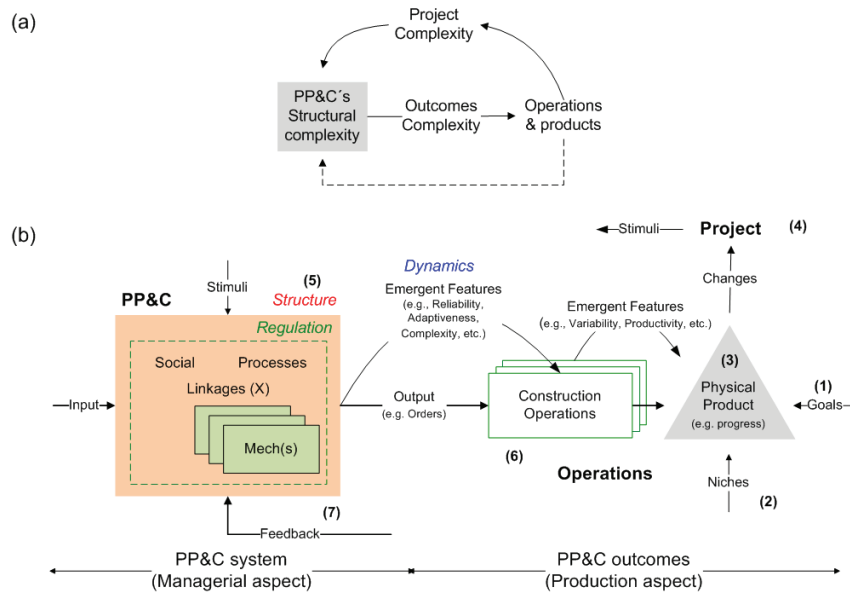 (a)
Project
Complexity
PP&C´s
Structural
complexity
Outcomes
Complexity
Operations
& products
(b)
Project
(4)
Stimuli
Changes
PP&C
Stimuli
(5)
Structure
Regulation
Dynamics
Emergent Features
(e.g., Reliability,
Adaptiveness,
Complexity, etc.)
Emergent Features
(e.g., Variability, Productivity, etc.)
Social
Processes
Linkages (X)
Mech(s)
Input
Output
(e.g. Orders)
Construction
Operations
(6)
Operations
(3)
Physical
Product
(e.g. progress)
(1)
Goals
Niches
(2)
(7)
Feedback
PP&C system
(Managerial aspect)
PP&C outcomes
(Production aspect)